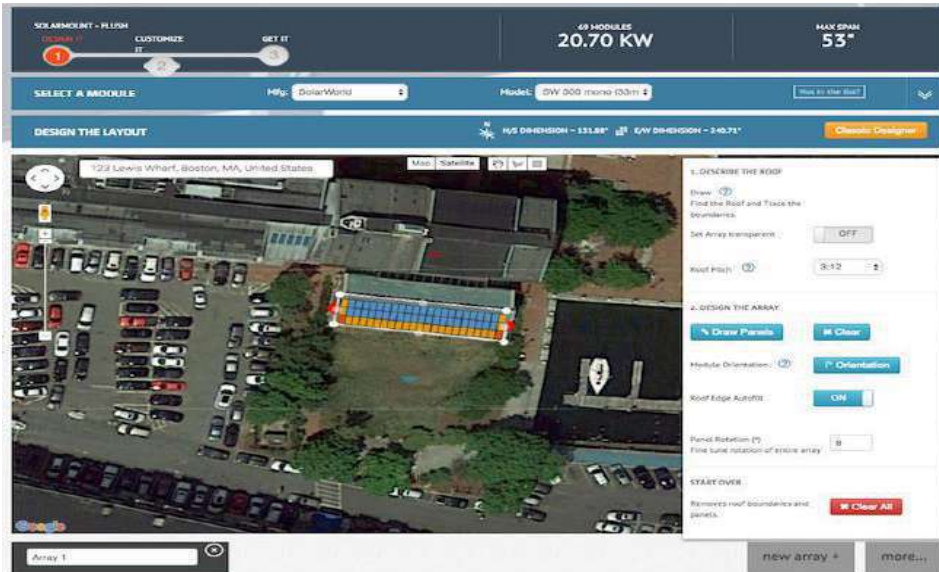 SOLARMOUNT - FLUSH
DESIGN IT
CUSTOMIZE IT
GET IT
1
2
3
69 MODULES
20.70 KW
MAX SPAN
53"
SELECT A MODULE
Mfg: SolarWorld
Model: SW 300 mono (33m
Not in the list?
DESIGN THE LAYOUT
N
N/S DIMENSION ~ 131.88"
E/W DIMENSION ~ 240.71"
Classic Designer
123 Lewis Wharf, Boston, MA, United States
Map
Satellite
1. DESCRIBE THE ROOF
Draw
Find the Roof and Trace the
boundaries.
Set Array transparent
OFF
Roof Pitch
3:12
2. DESIGN THE ARRAY
Draw Panels
Clear
Module Orientation:
Orientation
Roof Edge Autofill
ON
Panel Rotation (°)
Fine tune rotation of entire array
START OVER
Removes roof boundaries and
panels.
Clear All
Google
Array 1
new array +
more...